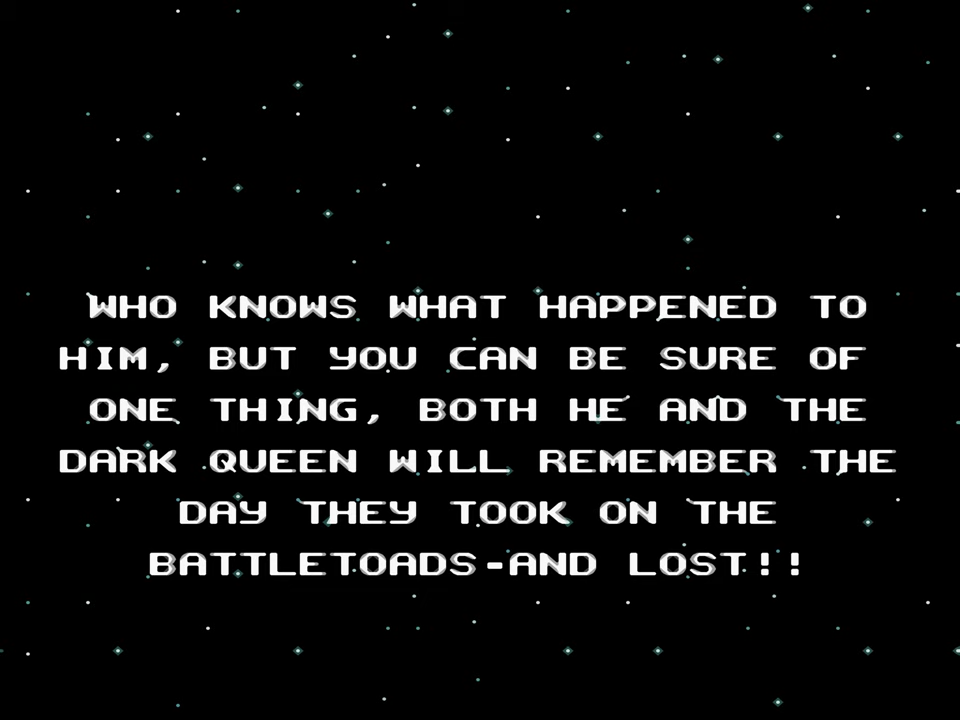 WHO KNOWS WHAT HAPPENED TO
HIM, BUT YOU CAN BE SURE OF
ONE THING, BOTH HE AND THE
DARK QUEEN WILL REMEMBER THE
DAY THEY TOOK ON THE
BATTLETOADS-AND LOST!!